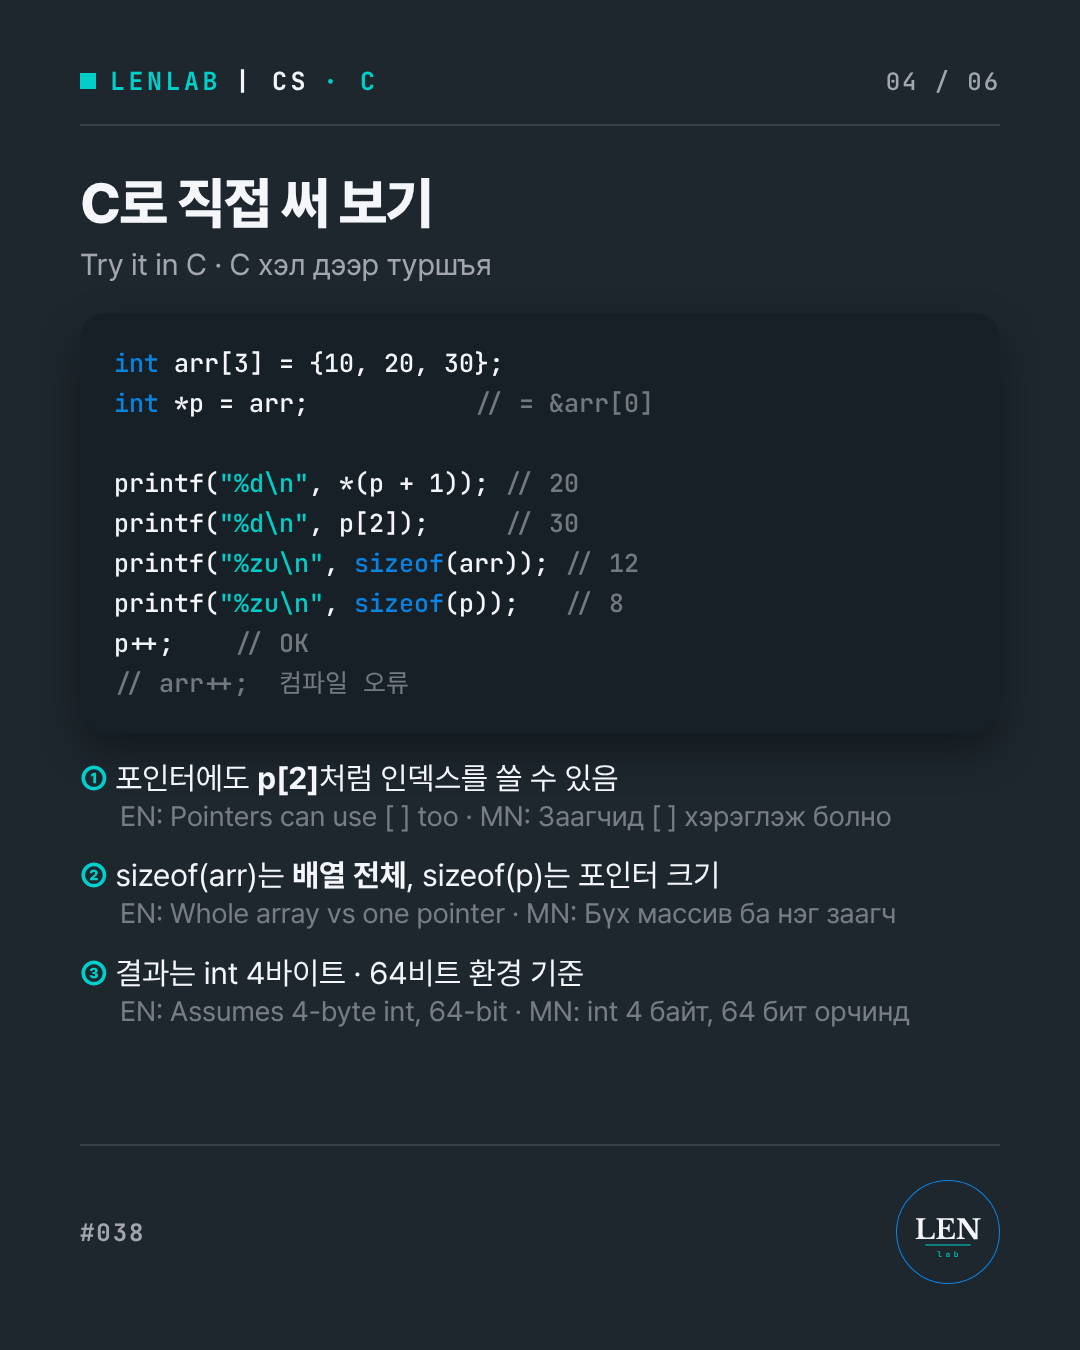 LENLAB | CS · C
04 / 06
C로 직접 써 보기
Try it in C · C хэл дээр туршъя
int arr[3] = {10, 20, 30};
int *p = arr;           // = &arr[0]
printf("%d\n", *(p + 1)); // 20
printf("%d\n", p[2]);     // 30
printf("%zu\n", sizeof(arr)); // 12
printf("%zu\n", sizeof(p));   // 8
p++;    // OK
// arr++;  컴파일 오류
① 포인터에도 p[2]처럼 인덱스를 쓸 수 있음
EN: Pointers can use [ ] too · MN: Заагчид [ ] хэрэглэж болно
② sizeof(arr)는 배열 전체, sizeof(p)는 포인터 크기
EN: Whole array vs one pointer · MN: Бүх массив ба нэг заагч
③ 결과는 int 4바이트 · 64비트 환경 기준
EN: Assumes 4-byte int, 64-bit · MN: int 4 байт, 64 бит орчинд
#038
LEN
lab